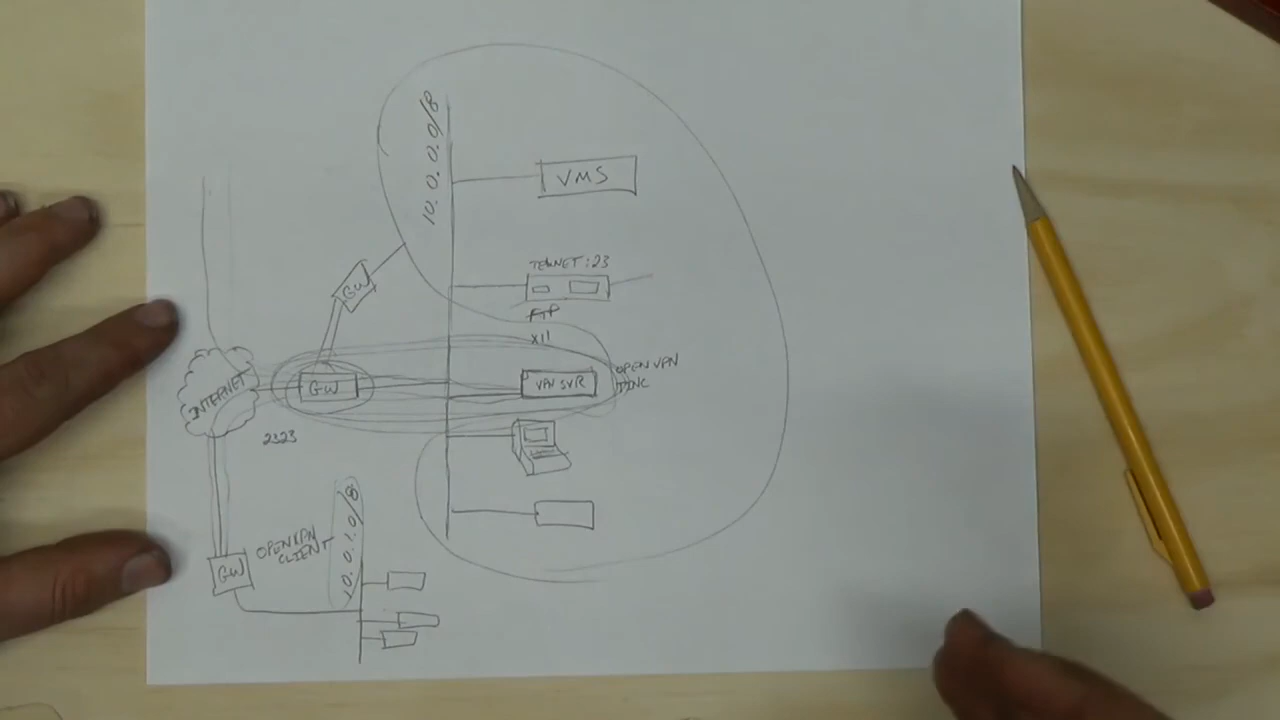 10.0.0.0/8
VMS
TELNET:23
FTP
X11
GW
INTERNET
GW
VPN SVR
OPEN VPN
TINC
2323
OPENVPN
CLIENT
10.0.1.0/8
GW